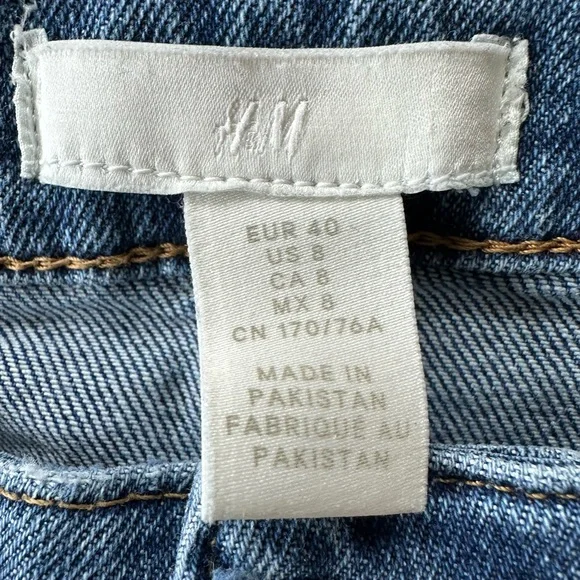 H&M
EUR 40
US 8
CA 8
MX 8
CN 170/76A
MADE IN
PAKISTAN
FABRIQUÉ AU
PAKISTAN